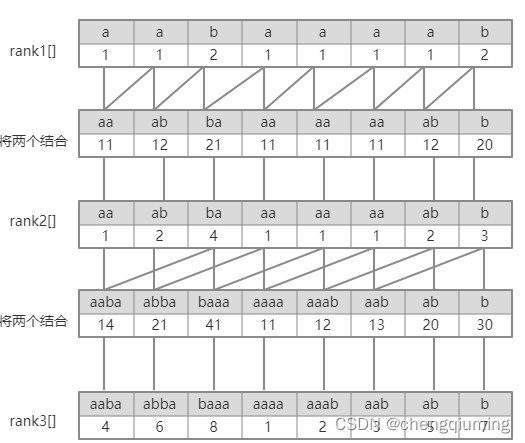 a a b a a a a b
rank1[] 1 1 2 1 1 1 1 2
aa ab ba aa aa aa ab b
将两个结合 11 12 21 11 11 11 12 20
aa ab ba aa aa aa ab b
rank2[] 1 2 4 1 1 1 2 3
aaba abba baaa aaaa aaab aab ab b
将两个结合 14 21 41 11 12 13 20 30
aaba abba baaa aaaa aaab aab ab b
rank3[] 4 6 8 1 2 3 5 7
CSDN @chengqiuming